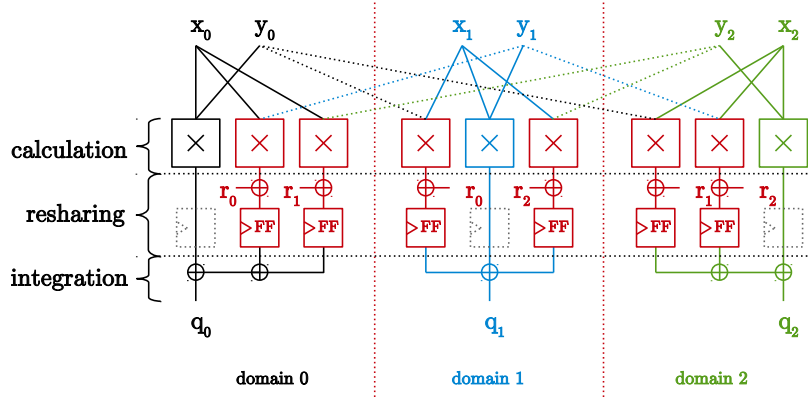 x₀ y₀ x₁ y₁ y₂ x₂
calculation × × × × × × × × ×
r₀ r₁ r₀ r₂ r₁ r₂
resharing FF FF FF FF FF FF
integration
q₀ q₁ q₂
domain 0 domain 1 domain 2